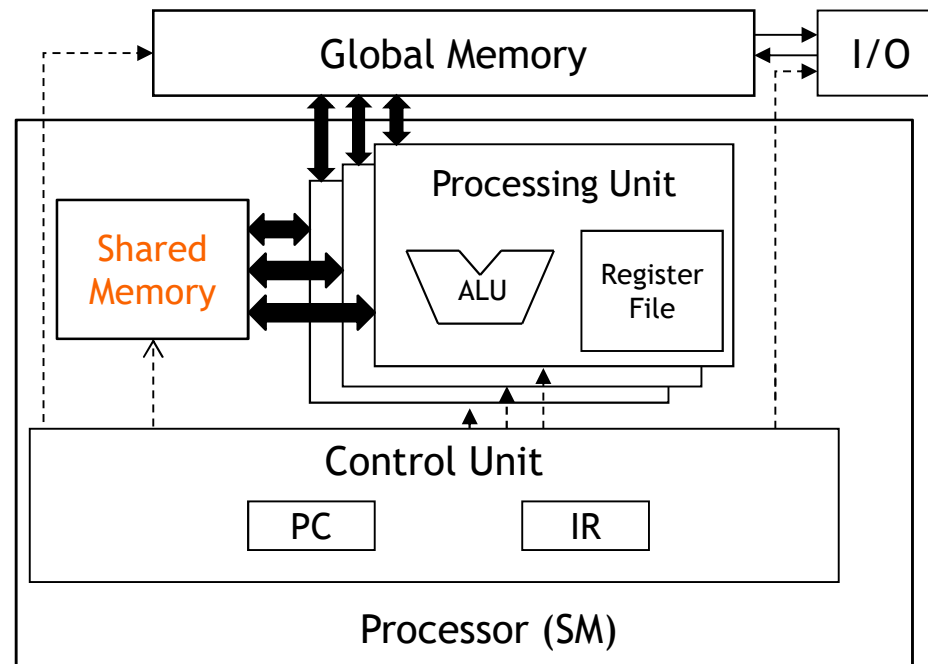 Global Memory
I/O
Processing Unit
Shared
Memory
ALU
Register
File
Control Unit
PC
IR
Processor (SM)